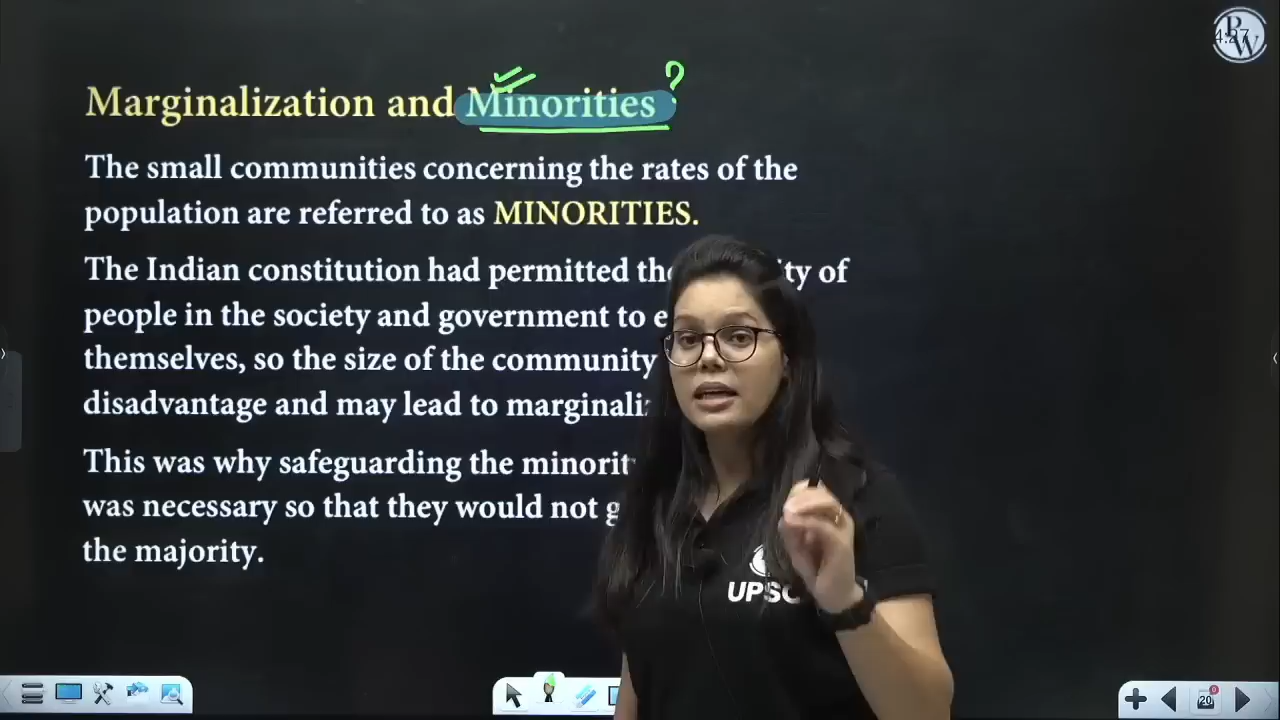 Marginalization and Minorities ?
The small communities concerning the rates of the
population are referred to as MINORITIES.
The Indian constitution had permitted the of
people in the society and government to
themselves, so the size of the community
disadvantage and may lead to
This was why safeguarding the
was necessary so that they would not
the majority.
UPSC
20